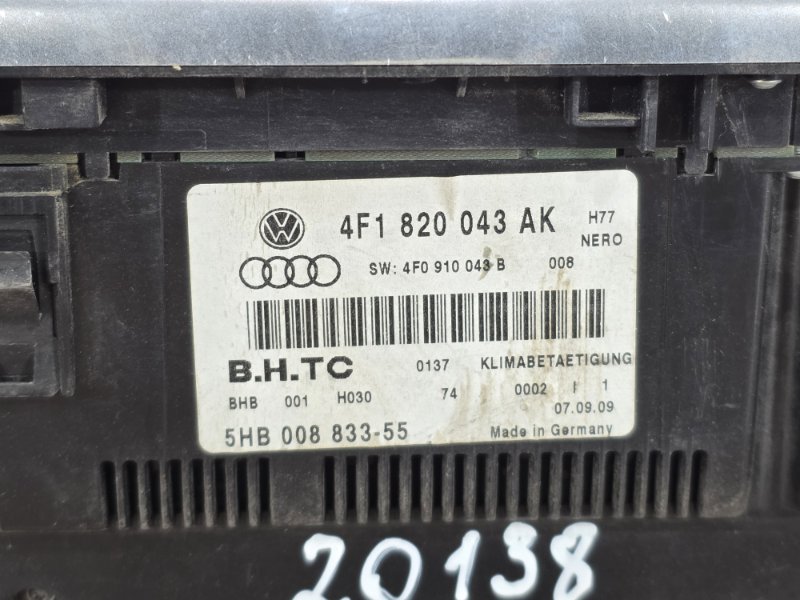 4F1 820 043 AK H77
NERO
SW: 4F0 910 043 B 008
B.H.TC 0137 KLIMABETAETIGUNG
BHB 001 H030 74 0002 I 1
07.09.09
5HB 008 833-55 Made in Germany
20138